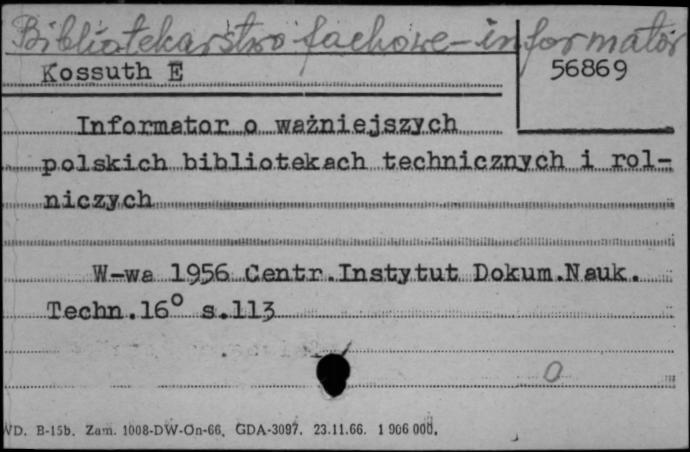 Bibliotekarstwo fachowe - informator
Kossuth E
56869
Informator o ważniejszych
polskich bibliotekach technicznych i rol-
niczych
W-wa 1956 Centr.Instytut Dokum.Nauk.
Techn.16° s.113
0
WD. B-15b. Zam. 1008-DW-On-66. GDA-3097. 23.11.66. 1 966 000.